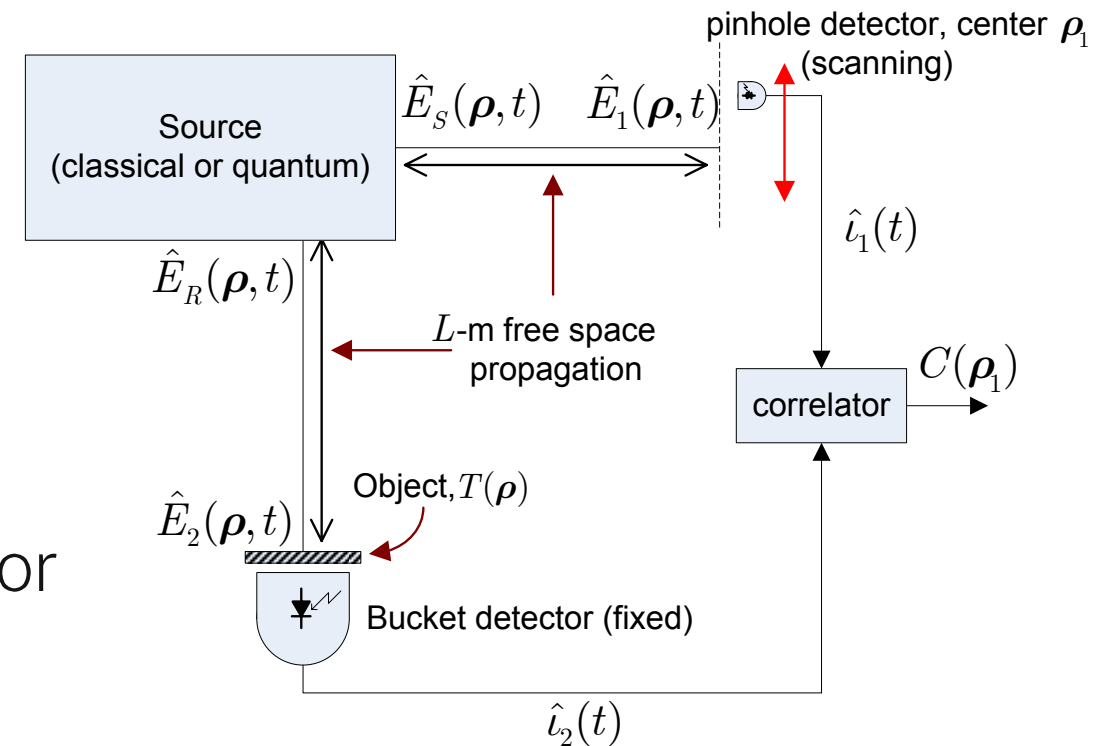 pinhole detector, center ρ₁
(scanning)
Source
(classical or quantum)
Ê_S(ρ, t)
Ê₁(ρ, t)
î₁(t)
Ê_R(ρ, t)
L-m free space
propagation
C(ρ₁)
correlator
Object, T(ρ)
Ê₂(ρ, t)
or
Bucket detector (fixed)
î₂(t)